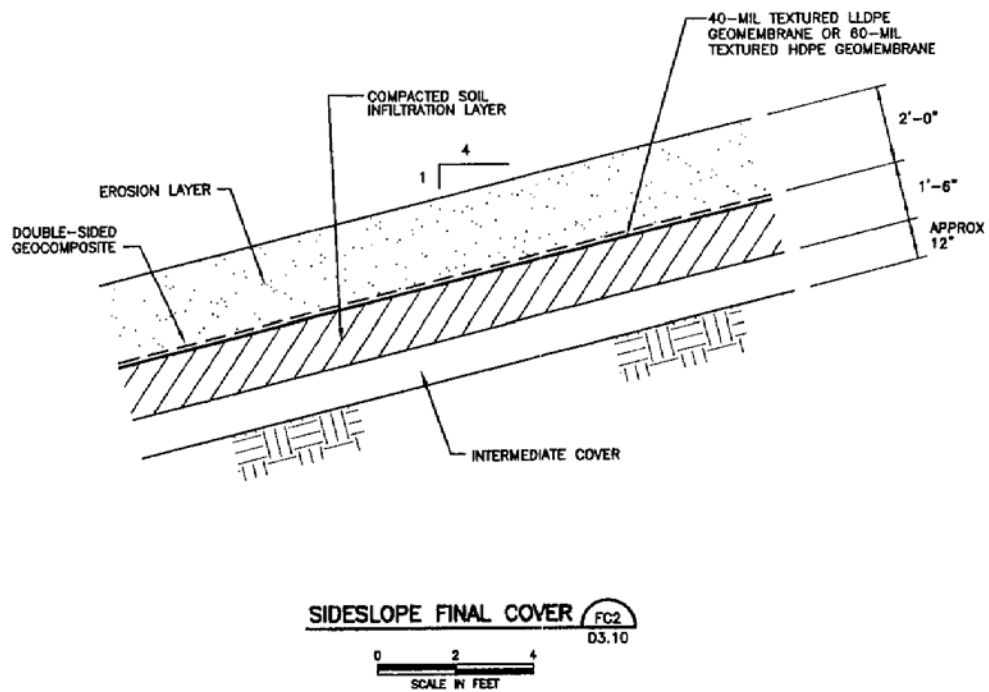 40-MIL TEXTURED LLDPE
GEOMEMBRANE OR 60-MIL
TEXTURED HDPE GEOMEMBRANE
COMPACTED SOIL
INFILTRATION LAYER
2'-0"
4
1
EROSION LAYER
1'-6"
DOUBLE-SIDED
GEOCOMPOSITE
APPROX
12"
INTERMEDIATE COVER
SIDESLOPE FINAL COVER
FC2
D3.10
0 2 4
SCALE IN FEET